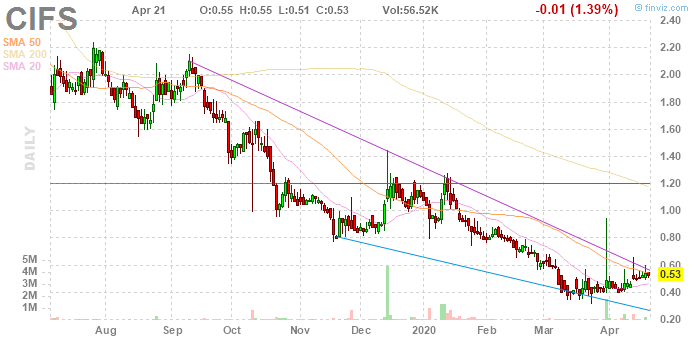 CIFS Apr 21 O:0.55 H:0.55 L:0.51 C:0.53 Vol:56.52K -0.01 (1.39%)
© finviz.com
SMA 50
SMA 200
SMA 20
DAILY
2.40
2.20
2.00
1.80
1.60
1.40
1.20
1.00
0.80
0.60
0.53
0.40
0.20
5M
4M
3M
2M
1M
Aug Sep Oct Nov Dec 2020 Feb Mar Apr